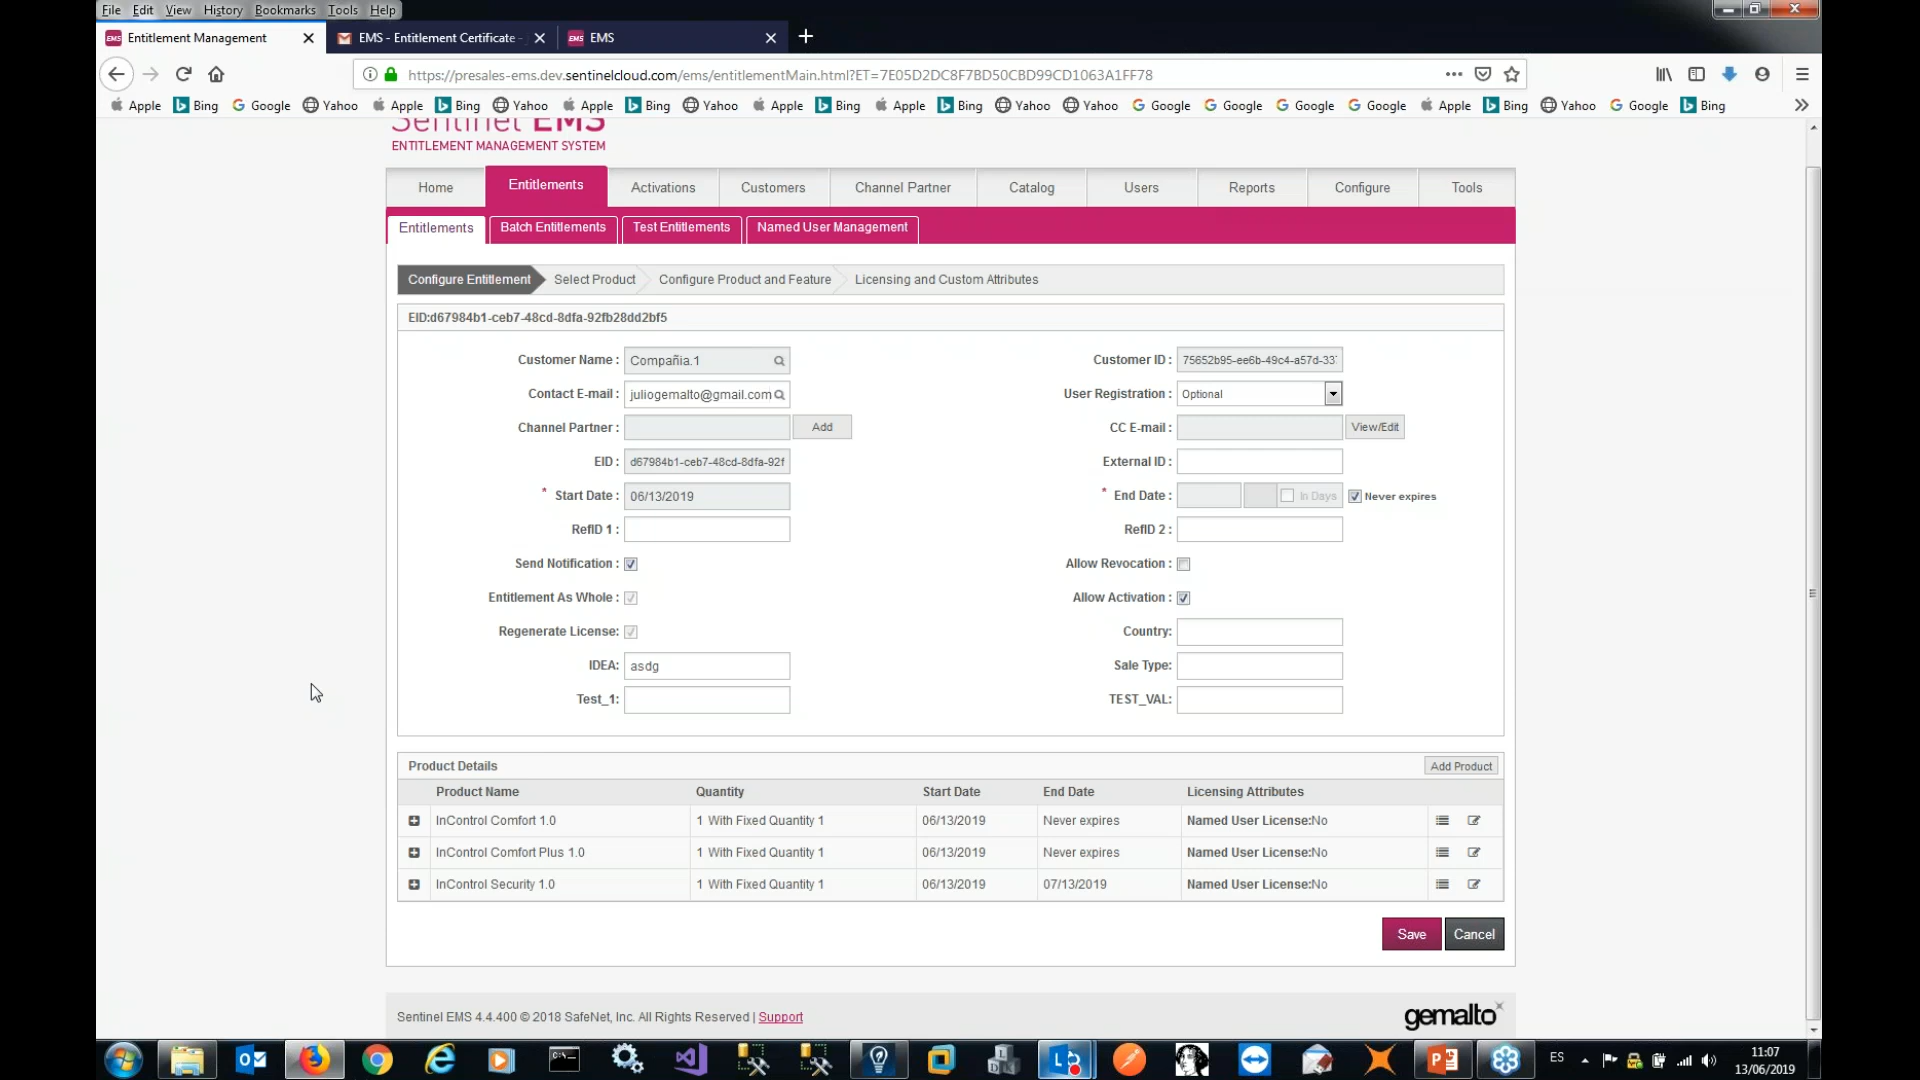 File Edit View History Bookmarks Tools Help
Entitlement Management EMS - Entitlement Certificate - EMS
https://presales-ems.dev.sentinelcloud.com/ems/entitlementMain.html?ET=7E05D2DC8F7BD50CBD99CD1063A1FF78
Apple Bing Google Yahoo Apple Bing Yahoo Apple Bing Yahoo Apple Bing Apple Bing Yahoo Yahoo Google Google Google Google Apple Bing Yahoo Google Bing
Sentinel EMS
ENTITLEMENT MANAGEMENT SYSTEM
Home Entitlements Activations Customers Channel Partner Catalog Users Reports Configure Tools
Entitlements Batch Entitlements Test Entitlements Named User Management
Configure Entitlement Select Product Configure Product and Feature Licensing and Custom Attributes
EID:d67984b1-ceb7-48cd-8dfa-92fb28dd2bf5
Customer Name : Compañia.1 Customer ID : 75652b95-ee6b-49c4-a57d-33
Contact E-mail : juliogemalto@gmail.com User Registration : Optional
Channel Partner : Add CC E-mail : View/Edit
EID : d67984b1-ceb7-48cd-8dfa-92f External ID :
* Start Date : 06/13/2019 * End Date : In Days Never expires
RefID 1 : RefID 2 :
Send Notification : Allow Revocation :
Entitlement As Whole : Allow Activation :
Regenerate License: Country:
IDEA: asdg Sale Type:
Test_1: TEST_VAL:
Product Details Add Product
Product Name Quantity Start Date End Date Licensing Attributes
InControl Comfort 1.0 1 With Fixed Quantity 1 06/13/2019 Never expires Named User License:No
InControl Comfort Plus 1.0 1 With Fixed Quantity 1 06/13/2019 Never expires Named User License:No
InControl Security 1.0 1 With Fixed Quantity 1 06/13/2019 07/13/2019 Named User License:No
Save Cancel
Sentinel EMS 4.4.400 © 2018 SafeNet, Inc. All Rights Reserved | Support
gemalto
ES 11:07
13/06/2019